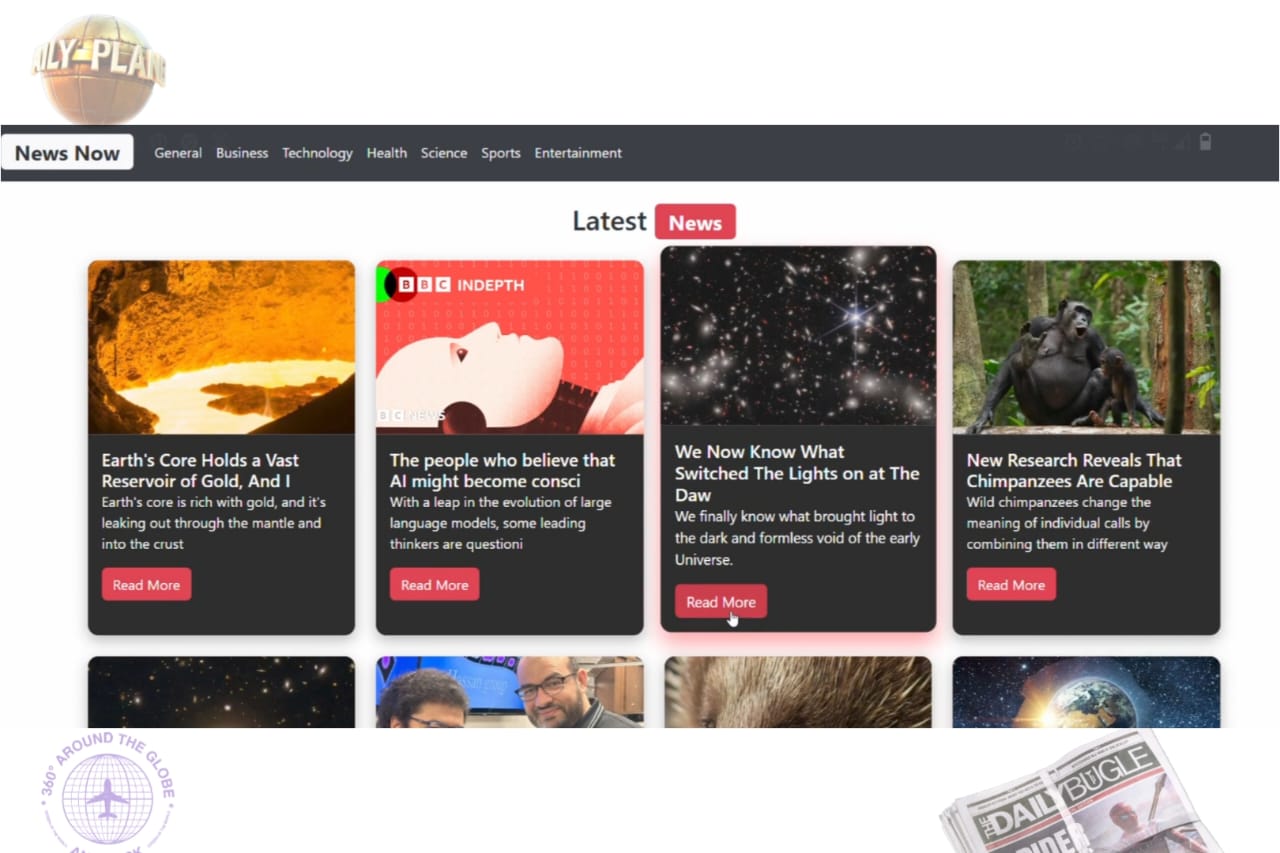 News Now
General Business Technology Health Science Sports Entertainment
Latest News
BBC INDEPTH
BBC NEWS
Earth's Core Holds a Vast
Reservoir of Gold, And I
Earth's core is rich with gold, and it's
leaking out through the mantle and
into the crust
Read More
The people who believe that
AI might become consci
With a leap in the evolution of large
language models, some leading
thinkers are questioni
Read More
We Now Know What
Switched The Lights on at The
Daw
We finally know what brought light to
the dark and formless void of the early
Universe.
Read More
New Research Reveals That
Chimpanzees Are Capable
Wild chimpanzees change the
meaning of individual calls by
combining them in different way
Read More
Hassan group
360° AROUND THE GLOBE
THE DAILY BUGLE